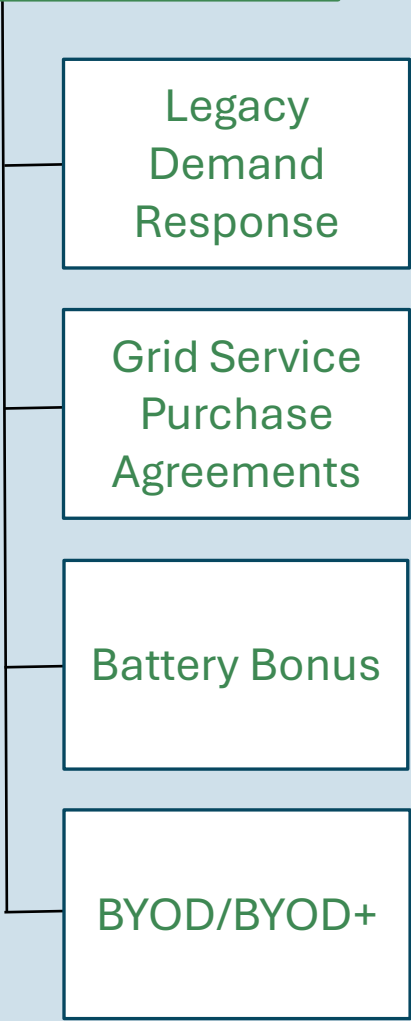 Legacy
Demand
Response
Grid Service
Purchase
Agreements
Battery Bonus
BYOD/BYOD+